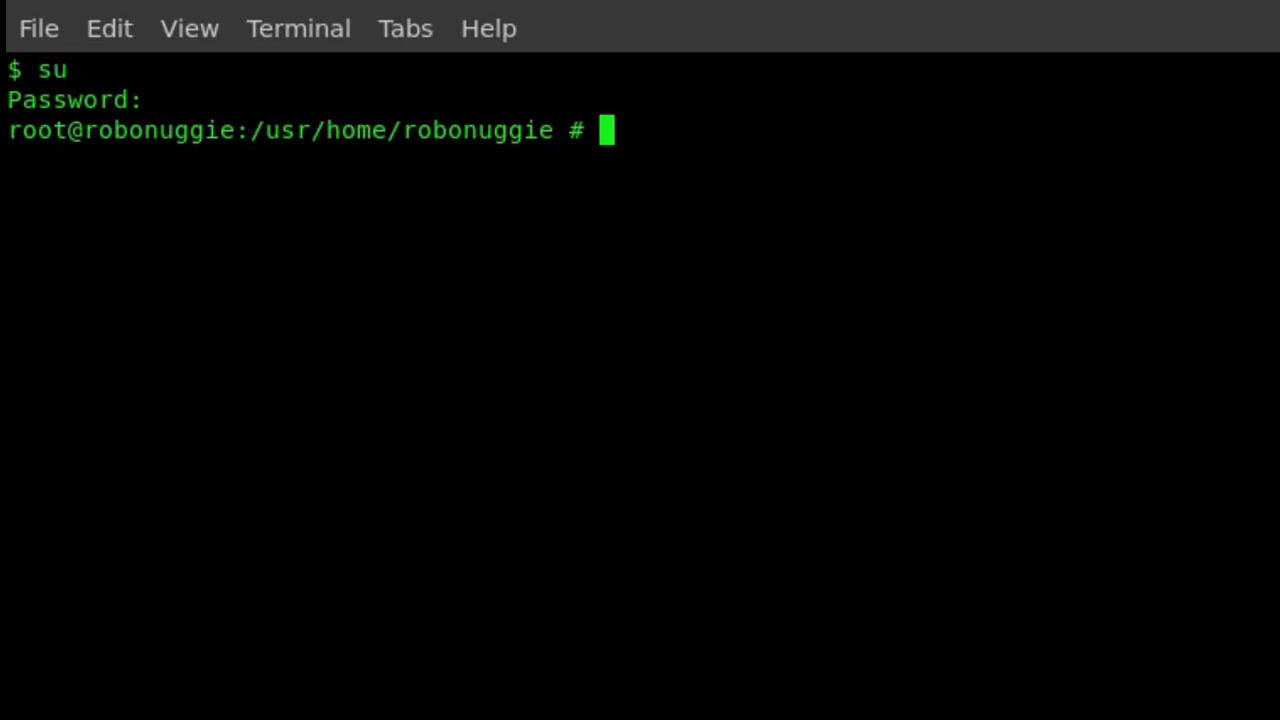 File Edit View Terminal Tabs Help
$ su
Password:
root@robonuggie:/usr/home/robonuggie #